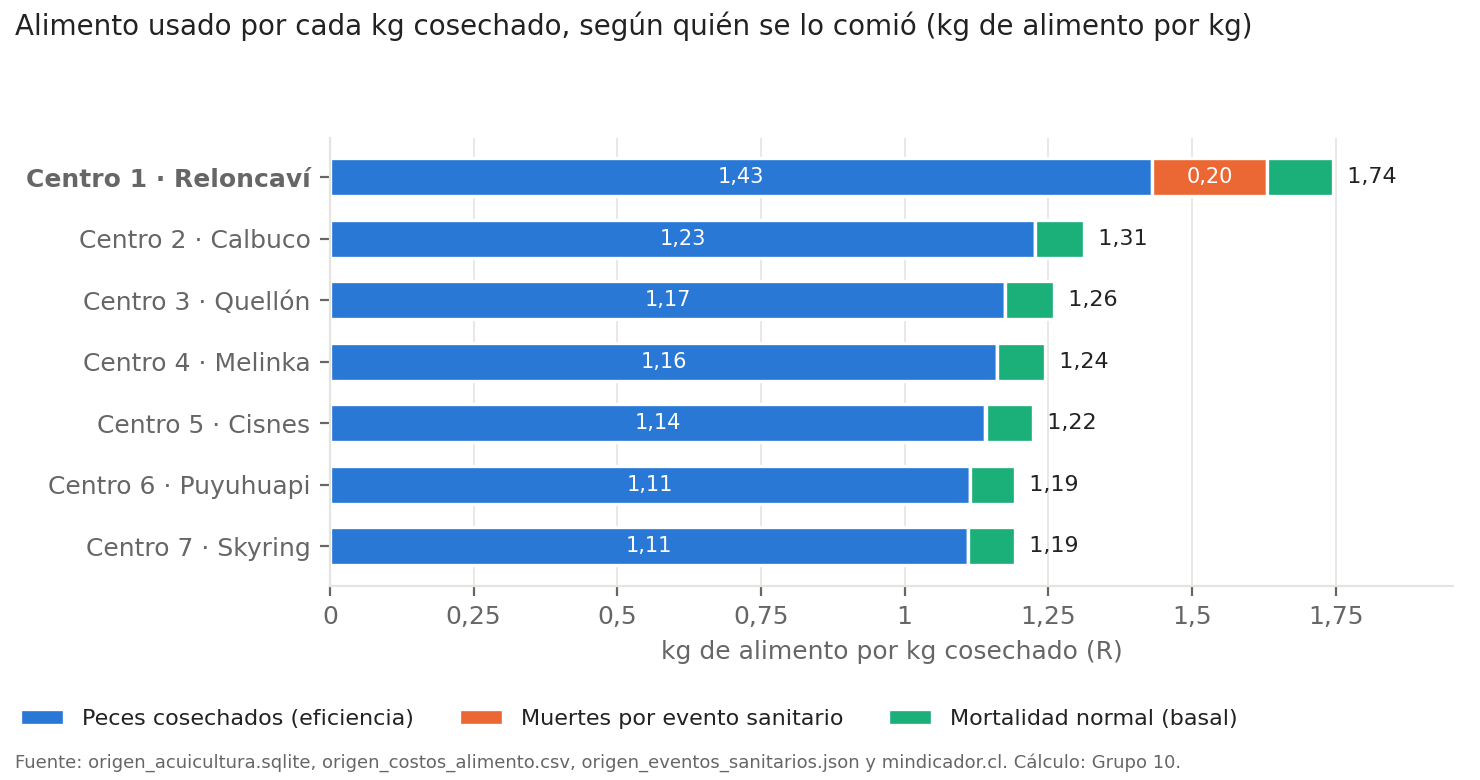 Alimento usado por cada kg cosechado, según quién se lo comió (kg de alimento por kg)
Centro 1 · Reloncaví 1,43 0,20 1,74
Centro 2 · Calbuco 1,23 1,31
Centro 3 · Quellón 1,17 1,26
Centro 4 · Melinka 1,16 1,24
Centro 5 · Cisnes 1,14 1,22
Centro 6 · Puyuhuapi 1,11 1,19
Centro 7 · Skyring 1,11 1,19
0 0,25 0,5 0,75 1 1,25 1,5 1,75
kg de alimento por kg cosechado (R)
Peces cosechados (eficiencia) Muertes por evento sanitario Mortalidad normal (basal)
Fuente: origen_acuicultura.sqlite, origen_costos_alimento.csv, origen_eventos_sanitarios.json y mindicador.cl. Cálculo: Grupo 10.